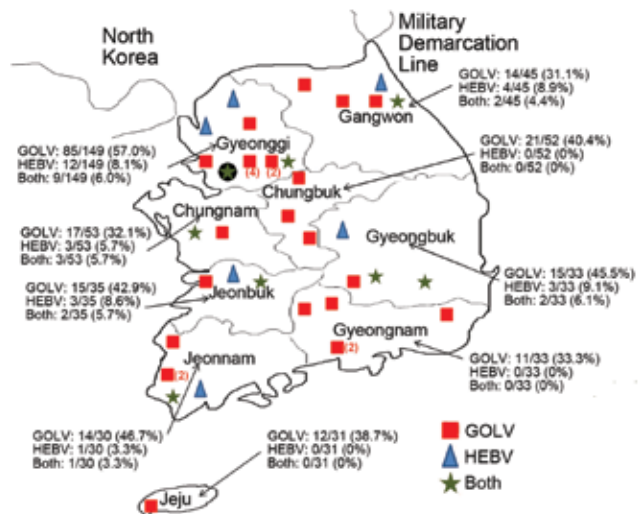 North
Korea
Military
Demarcation
Line
GOLV: 14/45 (31.1%)
HEBV: 4/45 (8.9%)
Both: 2/45 (4.4%)
Gangwon
GOLV: 85/149 (57.0%)
HEBV: 12/149 (8.1%)
Both: 9/149 (6.0%)
Gyeonggi
(4)
(2)
GOLV: 21/52 (40.4%)
HEBV: 0/52 (0%)
Both: 0/52 (0%)
Chungbuk
Chungnam
GOLV: 17/53 (32.1%)
HEBV: 3/53 (5.7%)
Both: 3/53 (5.7%)
Gyeongbuk
GOLV: 15/33 (45.5%)
HEBV: 3/33 (9.1%)
Both: 2/33 (6.1%)
GOLV: 15/35 (42.9%)
HEBV: 3/35 (8.6%)
Both: 2/35 (5.7%)
Jeonbuk
Gyeongnam
(2)
GOLV: 11/33 (33.3%)
HEBV: 0/33 (0%)
Both: 0/33 (0%)
Jeonnam
(2)
GOLV: 14/30 (46.7%)
HEBV: 1/30 (3.3%)
Both: 1/30 (3.3%)
GOLV: 12/31 (38.7%)
HEBV: 0/31 (0%)
Both: 0/31 (0%)
Jeju
GOLV
HEBV
Both